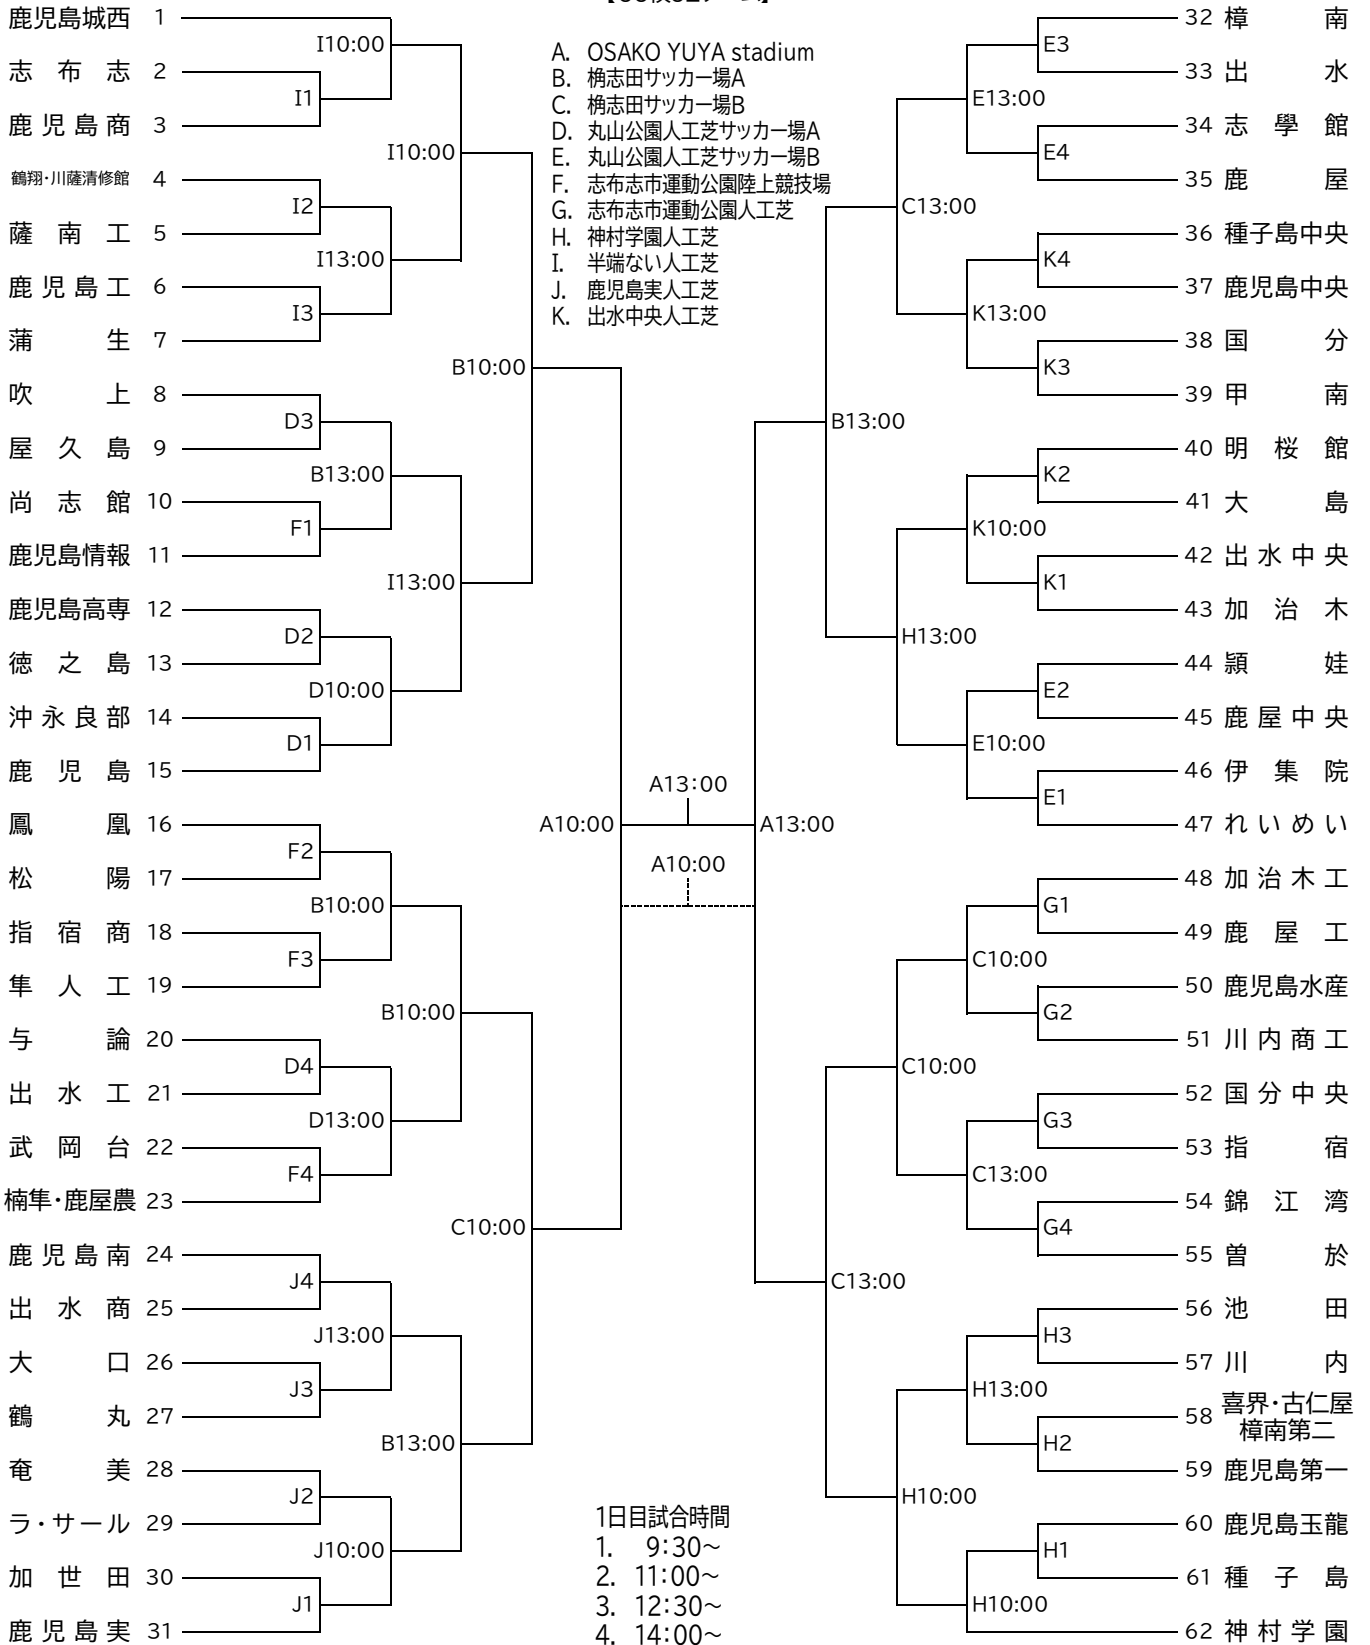 鹿児島城西 1
I10:00
志布志 2
I1
鹿児島商 3
I10:00
鶴翔・川薩清修館 4
I2
薩南工 5
I13:00
鹿児島工 6
I3
蒲生 7
B10:00
吹上 8
D3
屋久島 9
B13:00
尚志館 10
F1
鹿児島情報 11
I13:00
鹿児島高専 12
D2
徳之島 13
D10:00
沖永良部 14
D1
鹿児島 15
A10:00
鳳凰 16
F2
松陽 17
B10:00
指宿商 18
F3
隼人工 19
B10:00
与論 20
D4
出水工 21
D13:00
武岡台 22
F4
楠隼・鹿屋農 23
C10:00
鹿児島南 24
J4
出水商 25
J13:00
大口 26
J3
鶴丸 27
B13:00
奄美 28
J2
ラ・サール 29
J10:00
加世田 30
J1
鹿児島実 31
A. OSAKO YUYA stadium
B. 桷志田サッカー場A
C. 桷志田サッカー場B
D. 丸山公園人工芝サッカー場A
E. 丸山公園人工芝サッカー場B
F. 志布志市運動公園陸上競技場
G. 志布志市運動公園人工芝
H. 神村学園人工芝
I. 半端ない人工芝
J. 鹿児島実人工芝
K. 出水中央人工芝
A13:00
A10:00
1日目試合時間
1. 9:30～
2. 11:00～
3. 12:30～
4. 14:00～
32 樟南
E3
33 出水
E13:00
34 志學館
E4
35 鹿屋
C13:00
36 種子島中央
K4
37 鹿児島中央
K13:00
38 国分
K3
39 甲南
B13:00
40 明桜館
K2
41 大島
K10:00
42 出水中央
K1
43 加治木
H13:00
44 頴娃
E2
45 鹿屋中央
E10:00
46 伊集院
E1
47 れいめい
A13:00
48 加治木工
G1
49 鹿屋工
C10:00
50 鹿児島水産
G2
51 川内商工
C10:00
52 国分中央
G3
53 指宿
C13:00
54 錦江湾
G4
55 曽於
C13:00
56 池田
H3
57 川内
H13:00
58 喜界・古仁屋
樟南第二
H2
59 鹿児島第一
H10:00
60 鹿児島玉龍
H1
61 種子島
H10:00
62 神村学園